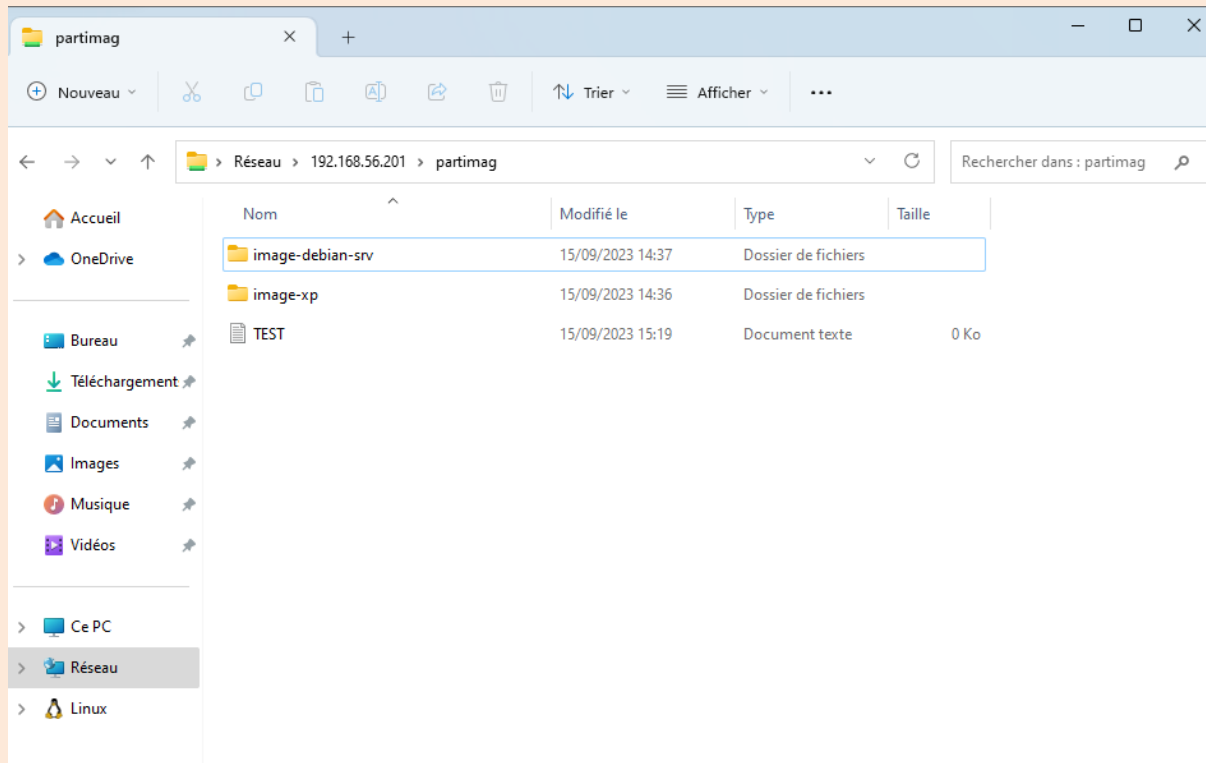 partimag
Nouveau
Trier
Afficher
Réseau > 192.168.56.201 > partimag
Rechercher dans : partimag
Accueil
OneDrive
Bureau
Téléchargement
Documents
Images
Musique
Vidéos
Ce PC
Réseau
Linux
Nom Modifié le Type Taille
image-debian-srv 15/09/2023 14:37 Dossier de fichiers
image-xp 15/09/2023 14:36 Dossier de fichiers
TEST 15/09/2023 15:19 Document texte 0 Ko